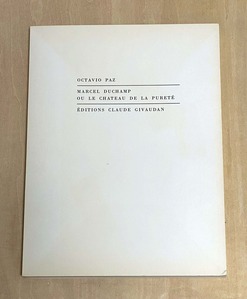 OCTAVIO PAZ
MARCEL DUCHAMP
OU LE CHATEAU DE LA PURETÉ
ÉDITIONS CLAUDE GIVAUDAN